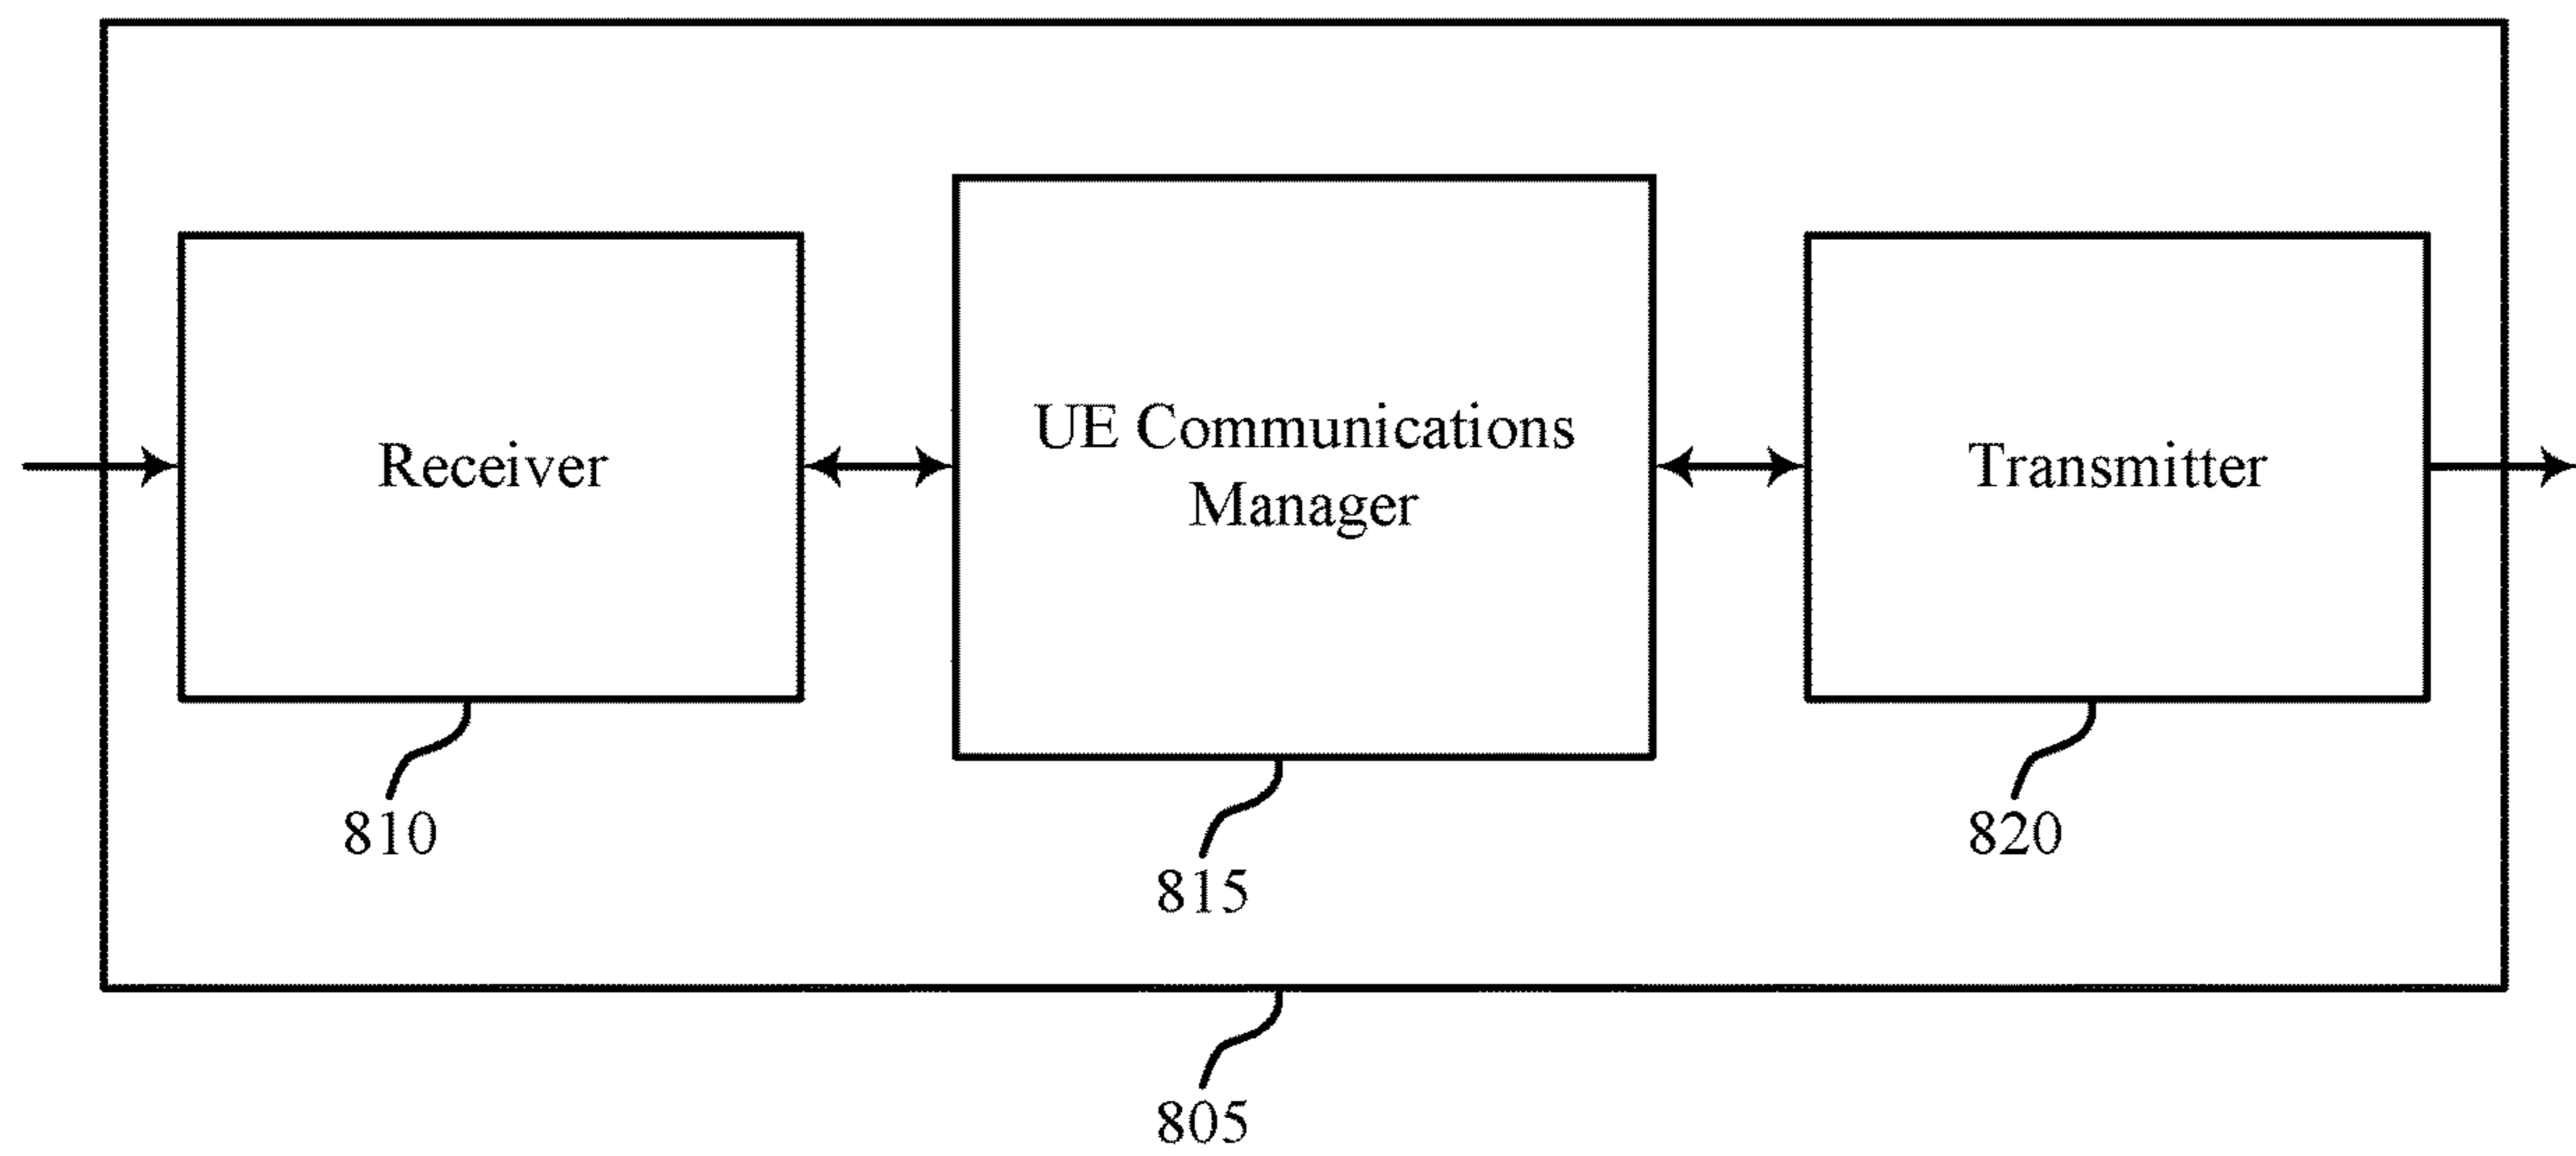 Receiver
UE Communications
Manager
Transmitter
810
815
820
805